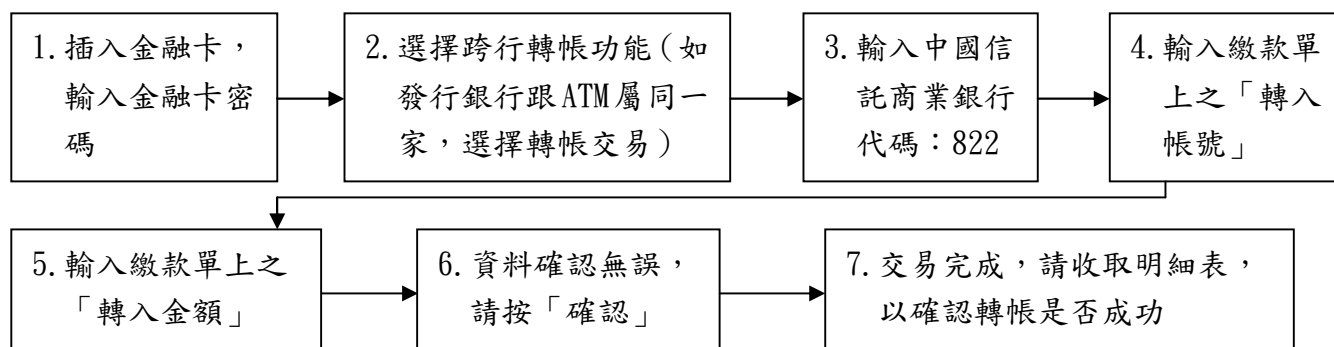 1.插入金融卡，
輸入金融卡密
碼
2.選擇跨行轉帳功能(如
發行銀行跟ATM屬同一
家，選擇轉帳交易)
3.輸入中國信
託商業銀行
代碼：822
4.輸入繳款單
上之「轉入
帳號」
5.輸入繳款單上之
「轉入金額」
6.資料確認無誤，
請按「確認」
7.交易完成，請收取明細表，
以確認轉帳是否成功